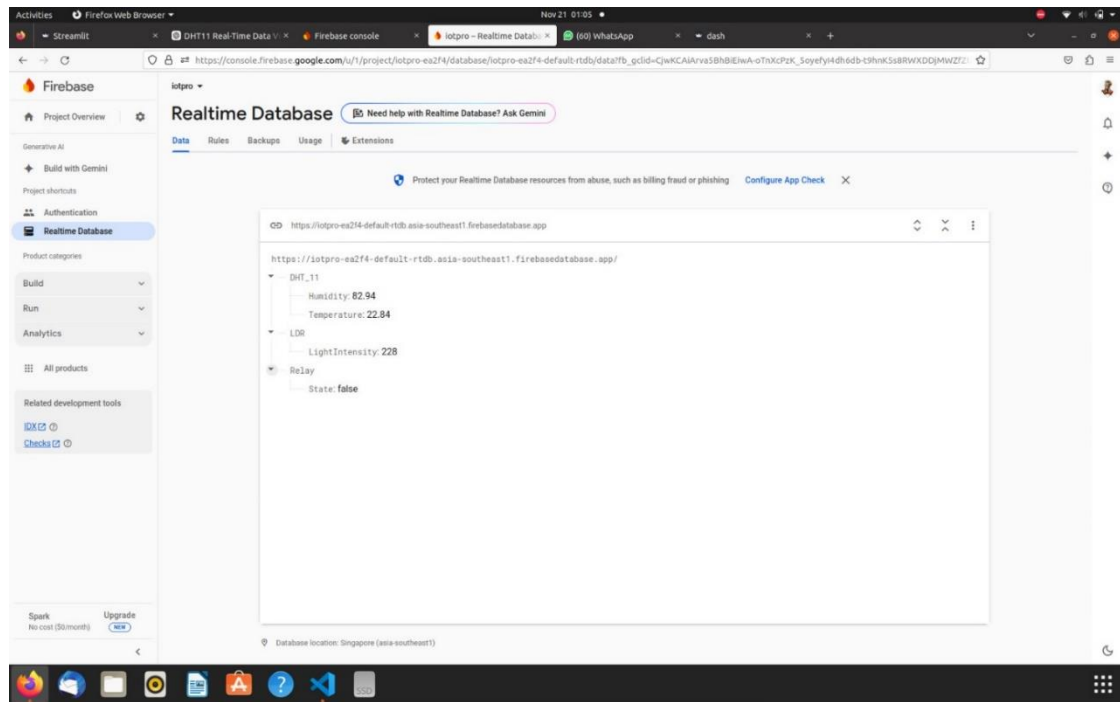 Activities Firefox Web Browser Nov 21 01:05
Streamlit DHT11 Real-Time Data Vi Firebase console iotpro – Realtime Databa (60) WhatsApp dash
Firebase
iotpro
Project Overview
Realtime Database Need help with Realtime Database? Ask Gemini
Data Rules Backups Usage Extensions
Generative AI
Build with Gemini
Project shortcuts
Authentication
Realtime Database
Product categories
Build
Run
Analytics
All products
Related development tools
IDX
Checks
Spark
No cost ($0/month)
Upgrade
NEW
Protect your Realtime Database resources from abuse, such as billing fraud or phishing Configure App Check
https://iotpro-ea2f4-default-rtdb.asia-southeast1.firebasedatabase.app
https://iotpro-ea2f4-default-rtdb.asia-southeast1.firebasedatabase.app/
DHT_11
Humidity: 82.94
Temperature: 22.84
LDR
LightIntensity: 228
Relay
State: false
Database location: Singapore (asia-southeast1)
SSD